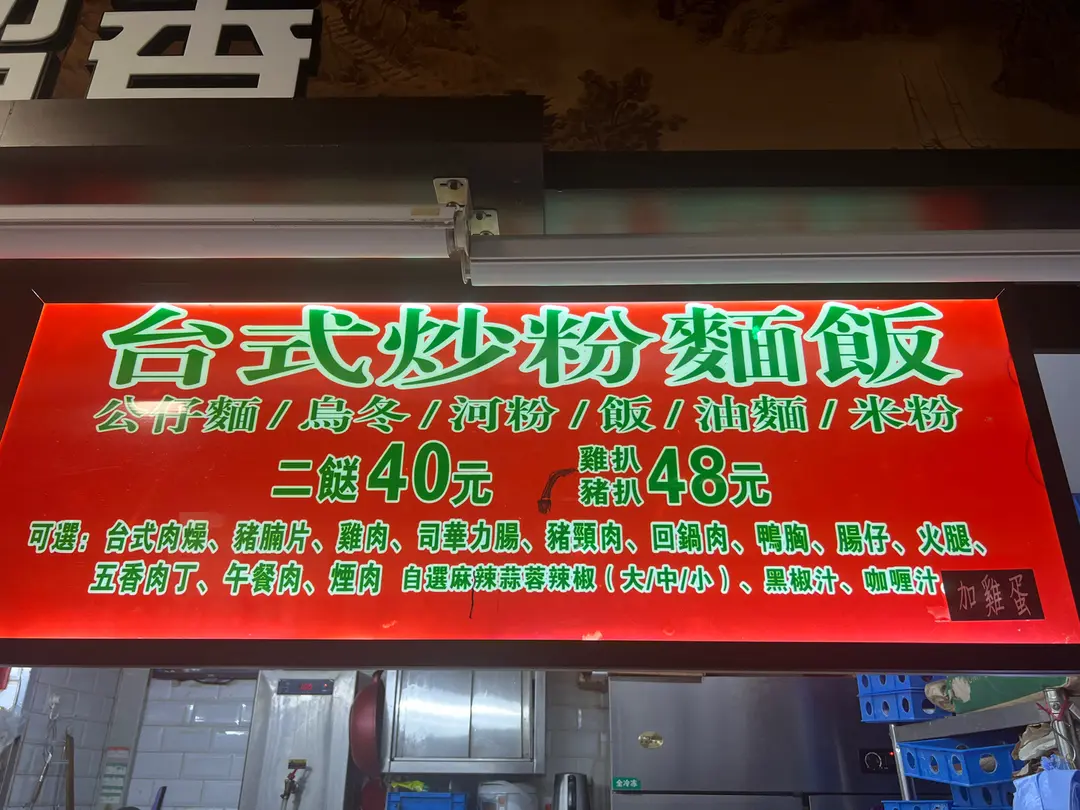 香
台式炒粉麵飯
公仔麵/烏冬/河粉/飯/油麵/米粉
二餸40元 雞扒 豬扒 48元
可選：台式肉燥、豬腩片、雞肉、司華力腸、豬頸肉、回鍋肉、鴨胸、腸仔、火腿、
五香肉丁、午餐肉、煙肉 自選麻辣蒜蓉辣椒（大/中/小）、黑椒汁、咖喱汁
加雞蛋
全冷凍